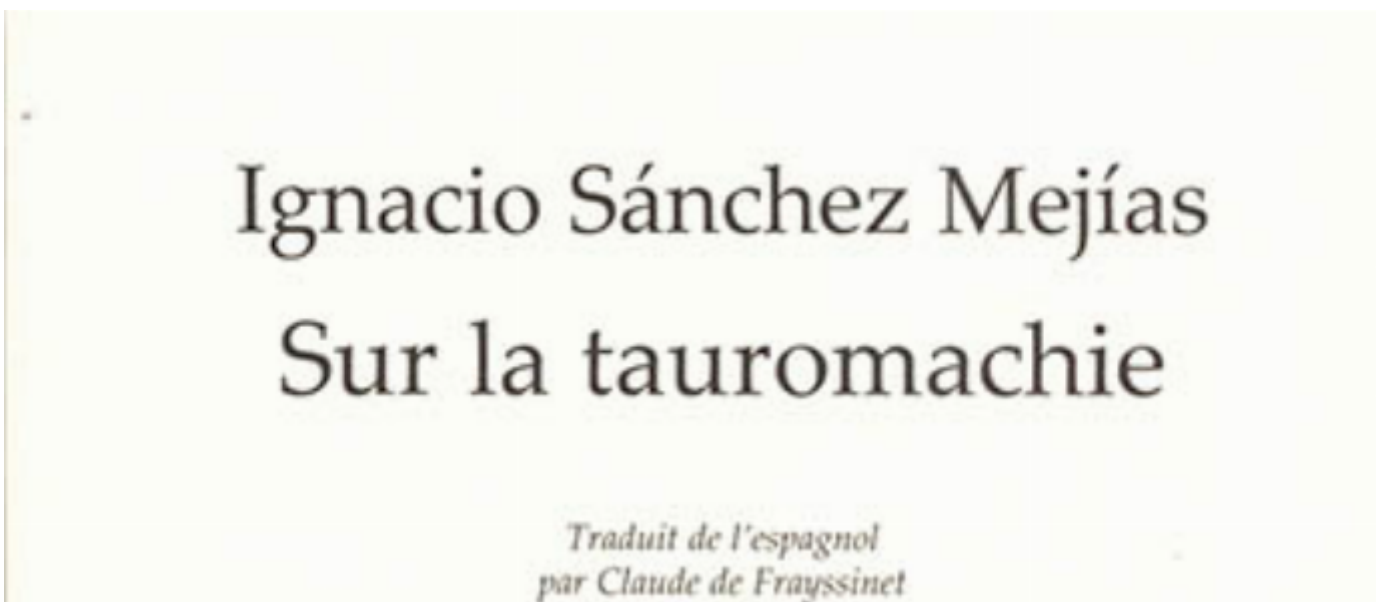 Ignacio Sánchez Mejías
Sur la tauromachie
Traduit de l'espagnol
par Claude de Frayssinet